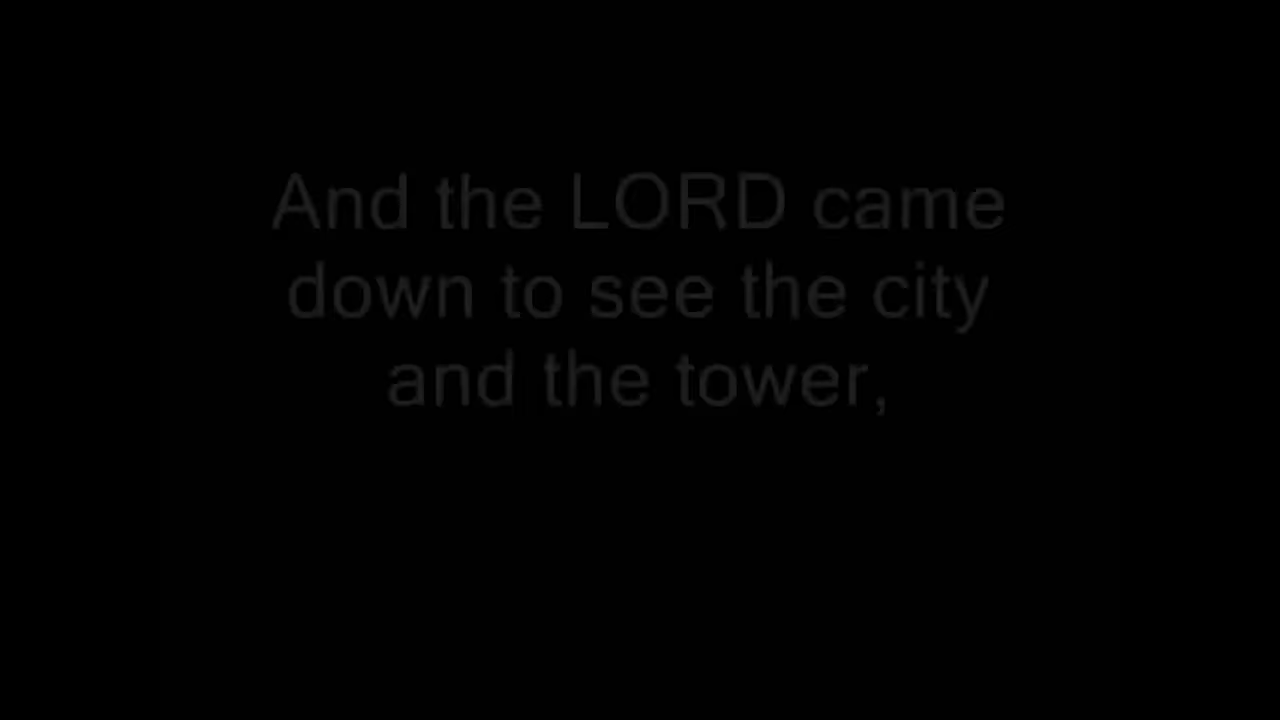 And the LORD came
down to see the city
and the tower,